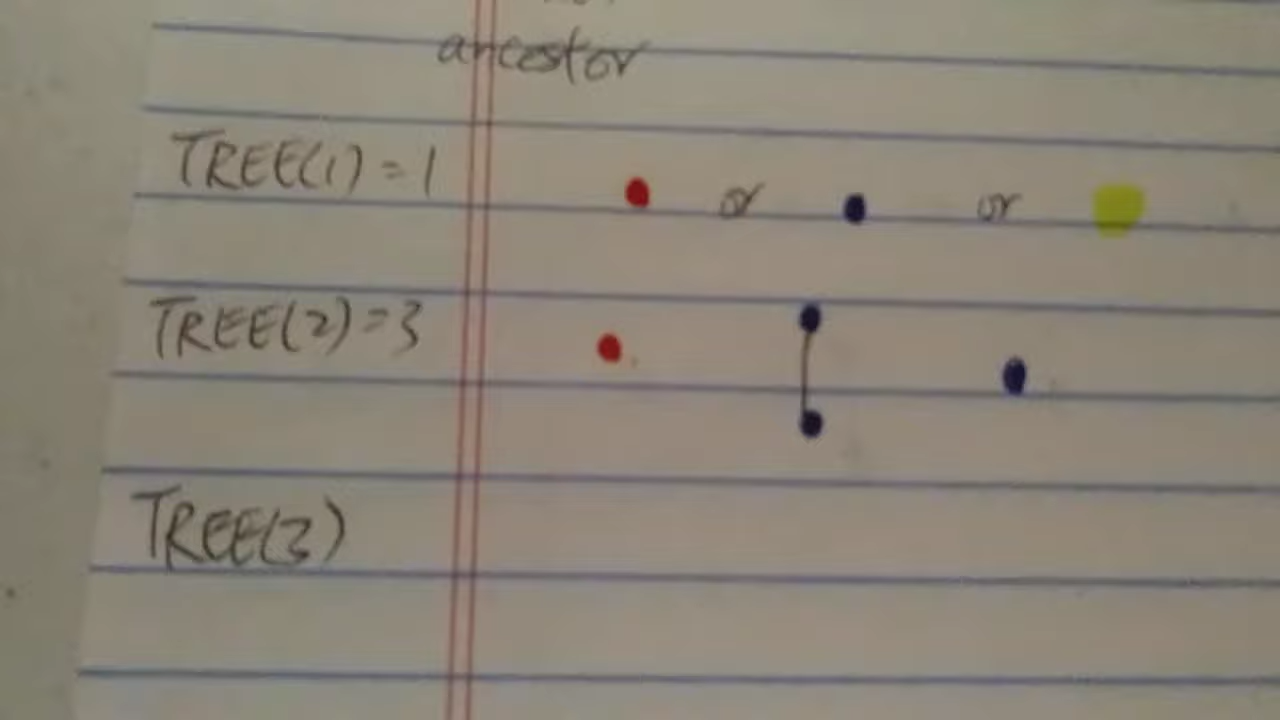 ancestor
TREE(1) = 1 or or
TREE(2) = 3
TREE(3)